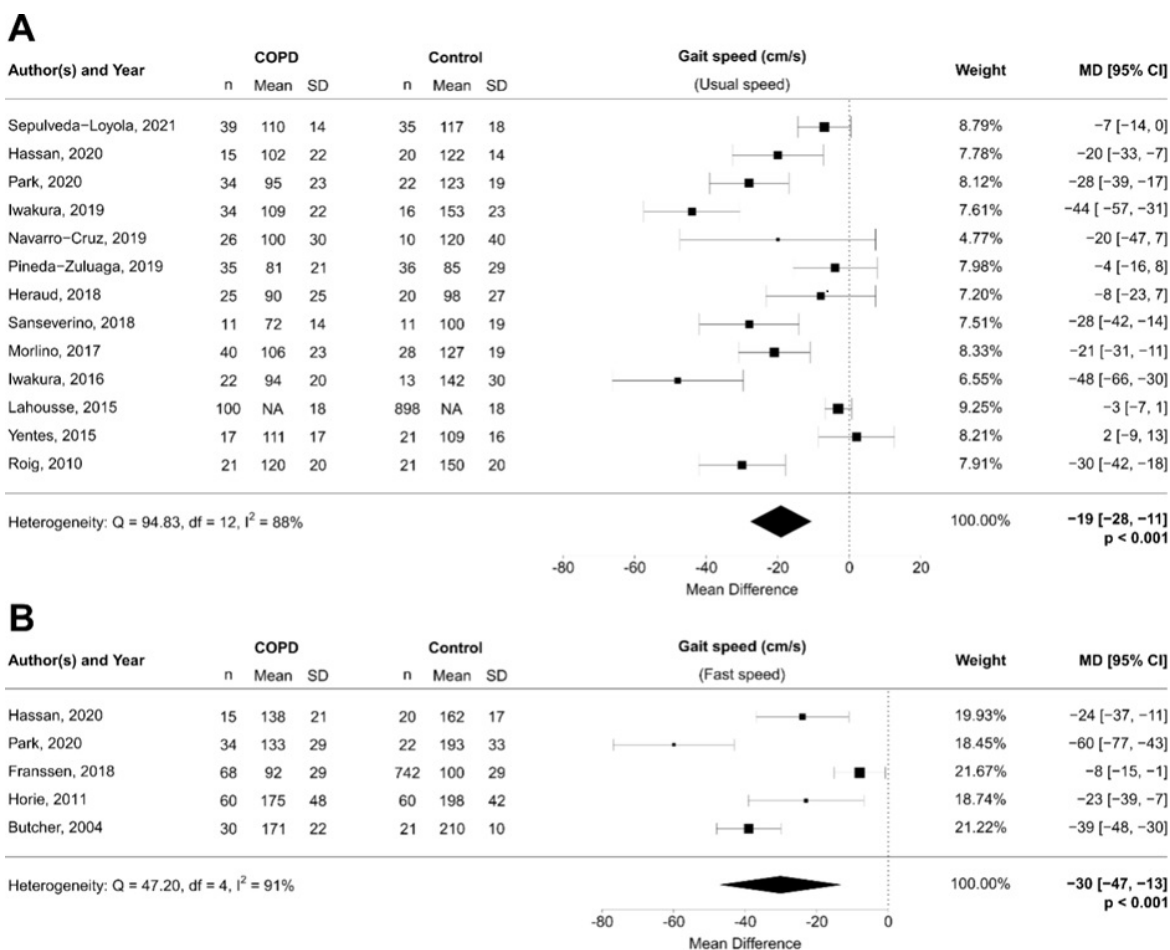 A
COPD Control Gait speed (cm/s)
Author(s) and Year Weight MD [95% CI]
n Mean SD n Mean SD (Usual speed)
Sepulveda−Loyola, 2021 39 110 14 35 117 18 8.79% −7 [−14, 0]
Hassan, 2020 15 102 22 20 122 14 7.78% −20 [−33, −7]
Park, 2020 34 95 23 22 123 19 8.12% −28 [−39, −17]
Iwakura, 2019 34 109 22 16 153 23 7.61% −44 [ −57, −31]
Navarro−Cruz, 2019 26 100 30 10 120 40 4.77% −20 [−47, 7]
Pineda−Zuluaga, 2019 35 81 21 36 85 29 7.98% −4 [−16, 8]
Heraud, 2018 25 90 25 20 98 27 7.20% −8 [−23, 7]
Sanseverino, 2018 11 72 14 11 100 19 7.51% −28 [−42, −14]
Morlino, 2017 40 106 23 28 127 19 8.33% −21 [−31, −11]
Iwakura, 2016 22 94 20 13 142 30 6.55% −48 [−66, −30]
Lahousse, 2015 100 NA 18 898 NA 18 9.25% −3 [−7, 1]
Yentes, 2015 17 111 17 21 109 16 8.21% 2 [−9, 13]
Roig, 2010 21 120 20 21 150 20 7.91% −30 [−42, −18]
Heterogeneity: Q = 94.83, df = 12, I² = 88% 100.00% −19 [−28, −11]
p < 0.001
-80 -60 -40 -20 0 20
Mean Difference
B
COPD Control Gait speed (cm/s)
Author(s) and Year Weight MD [95% CI]
n Mean SD n Mean SD (Fast speed)
Hassan, 2020 15 138 21 20 162 17 19.93% −24 [−37, −11]
Park, 2020 34 133 29 22 193 33 18.45% −60 [−77, −43]
Franssen, 2018 68 92 29 742 100 29 21.67% −8 [−15, −1]
Horie, 2011 60 175 48 60 198 42 18.74% −23 [−39, −7]
Butcher, 2004 30 171 22 21 210 10 21.22% −39 [−48, −30]
Heterogeneity: Q = 47.20, df = 4, I² = 91% 100.00% −30 [−47, −13]
p < 0.001
-80 -60 -40 -20 0
Mean Difference